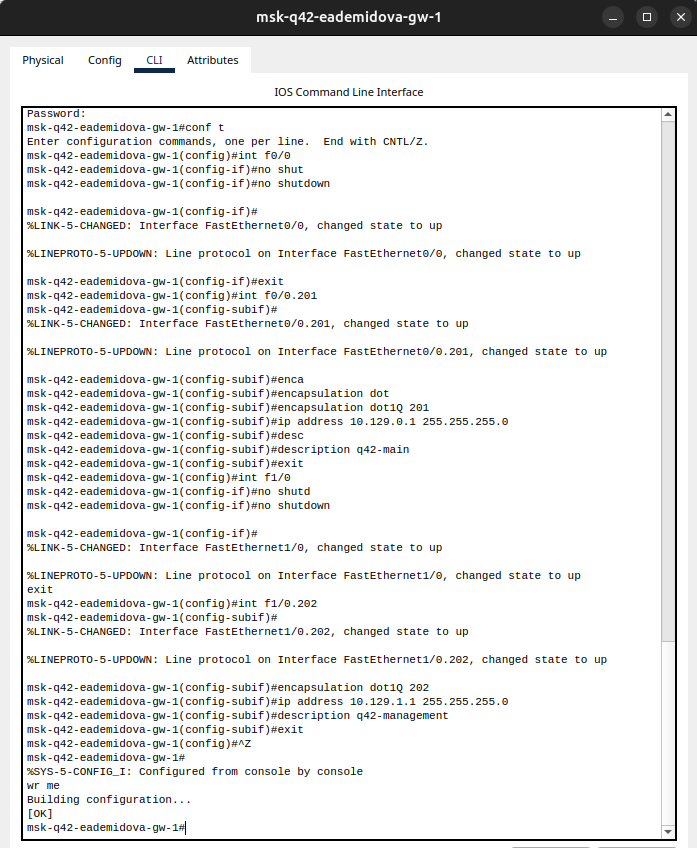 msk-q42-eademidova-gw-1
Physical Config CLI Attributes
IOS Command Line Interface
Password:
msk-q42-eademidova-gw-1#conf t
Enter configuration commands, one per line.  End with CNTL/Z.
msk-q42-eademidova-gw-1(config)#int f0/0
msk-q42-eademidova-gw-1(config-if)#no shut
msk-q42-eademidova-gw-1(config-if)#no shutdown
msk-q42-eademidova-gw-1(config-if)#
%LINK-5-CHANGED: Interface FastEthernet0/0, changed state to up
%LINEPROTO-5-UPDOWN: Line protocol on Interface FastEthernet0/0, changed state to up
msk-q42-eademidova-gw-1(config-if)#exit
msk-q42-eademidova-gw-1(config)#int f0/0.201
msk-q42-eademidova-gw-1(config-subif)#
%LINK-5-CHANGED: Interface FastEthernet0/0.201, changed state to up
%LINEPROTO-5-UPDOWN: Line protocol on Interface FastEthernet0/0.201, changed state to up
msk-q42-eademidova-gw-1(config-subif)#enca
msk-q42-eademidova-gw-1(config-subif)#encapsulation dot
msk-q42-eademidova-gw-1(config-subif)#encapsulation dot1Q 201
msk-q42-eademidova-gw-1(config-subif)#ip address 10.129.0.1 255.255.255.0
msk-q42-eademidova-gw-1(config-subif)#desc
msk-q42-eademidova-gw-1(config-subif)#description q42-main
msk-q42-eademidova-gw-1(config-subif)#exit
msk-q42-eademidova-gw-1(config)#int f1/0
msk-q42-eademidova-gw-1(config-if)#no shutd
msk-q42-eademidova-gw-1(config-if)#no shutdown
msk-q42-eademidova-gw-1(config-if)#
%LINK-5-CHANGED: Interface FastEthernet1/0, changed state to up
%LINEPROTO-5-UPDOWN: Line protocol on Interface FastEthernet1/0, changed state to up
exit
msk-q42-eademidova-gw-1(config)#int f1/0.202
msk-q42-eademidova-gw-1(config-subif)#
%LINK-5-CHANGED: Interface FastEthernet1/0.202, changed state to up
%LINEPROTO-5-UPDOWN: Line protocol on Interface FastEthernet1/0.202, changed state to up
msk-q42-eademidova-gw-1(config-subif)#encapsulation dot1Q 202
msk-q42-eademidova-gw-1(config-subif)#ip address 10.129.1.1 255.255.255.0
msk-q42-eademidova-gw-1(config-subif)#description q42-management
msk-q42-eademidova-gw-1(config-subif)#exit
msk-q42-eademidova-gw-1(config)#^Z
msk-q42-eademidova-gw-1#
%SYS-5-CONFIG_I: Configured from console by console
wr me
Building configuration...
[OK]
msk-q42-eademidova-gw-1#